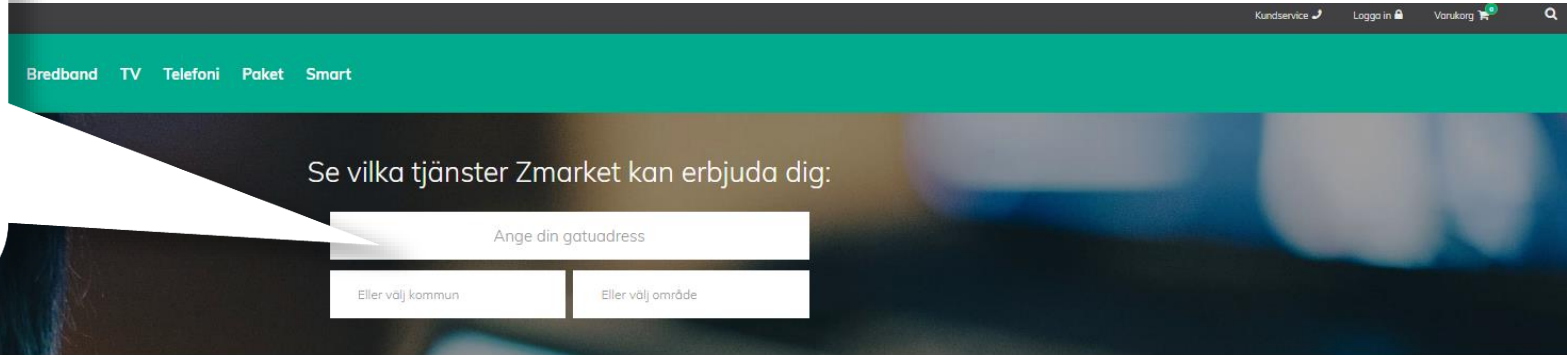 Kundservice Logga in Varukorg 0
Bredband TV Telefoni Paket Smart
Se vilka tjänster Zmarket kan erbjuda dig:
Ange din gatuadress
Eller välj kommun Eller välj område